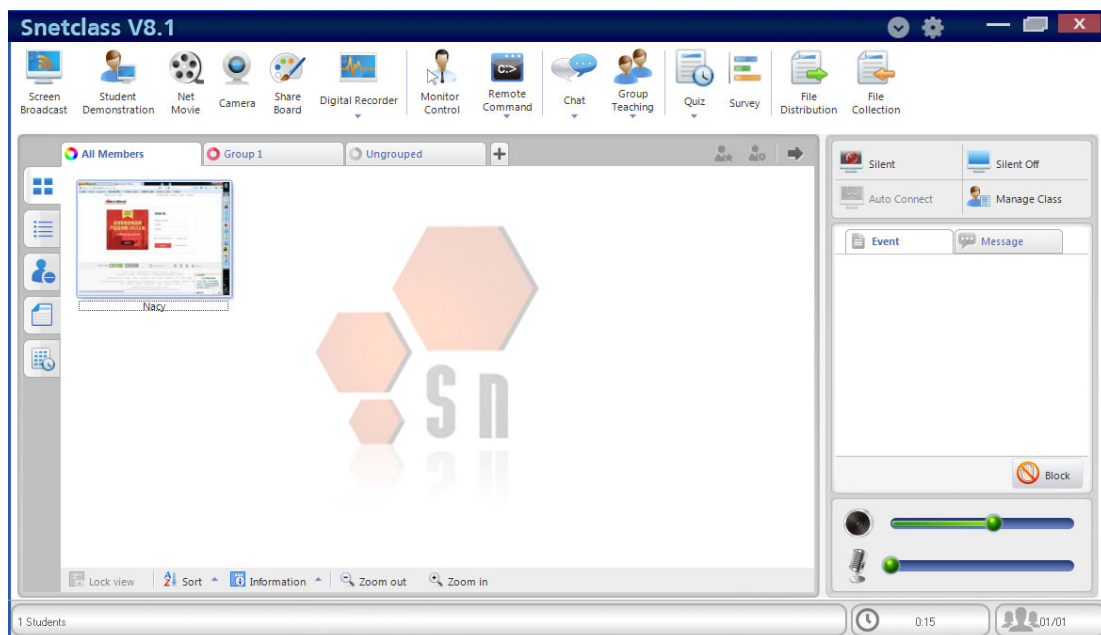 Snetclass V8.1
Screen Broadcast
Student Demonstration
Net Movie
Camera
Share Board
Digital Recorder
Monitor Control
C:>
Remote Command
Chat
Group Teaching
Quiz
Survey
File Distribution
File Collection
All Members
Group 1
Ungrouped
Nacy
Sn
Silent
Silent Off
Auto Connect
Manage Class
Event
Message
Block
Lock view
Sort
Information
Zoom out
Zoom in
1 Students
0:15
01/01